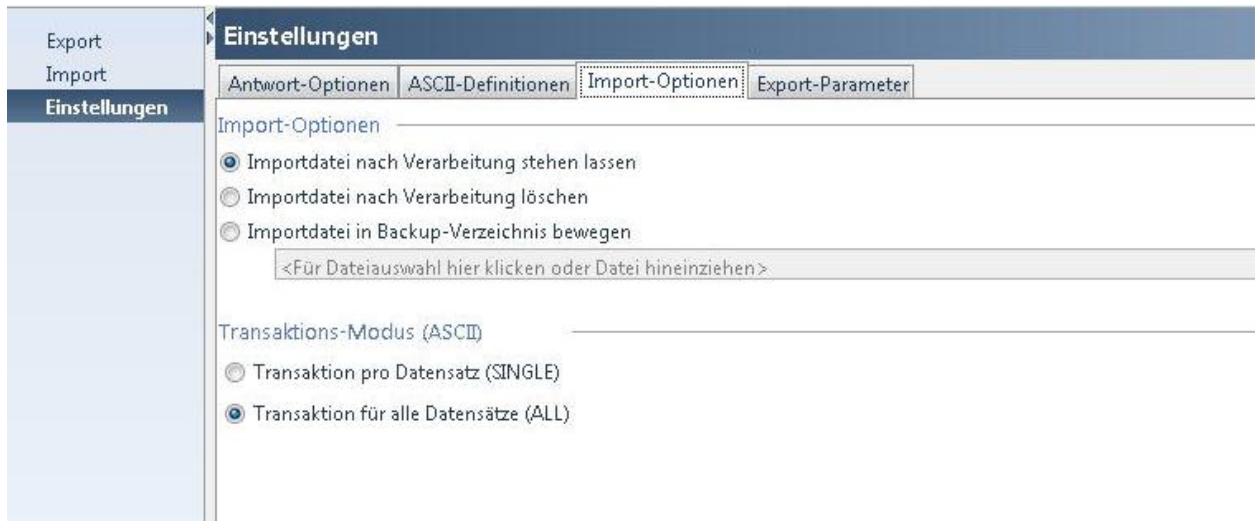 Export
Import
Einstellungen
Einstellungen
Antwort-Optionen ASCII-Definitionen Import-Optionen Export-Parameter
Import-Optionen
Importdatei nach Verarbeitung stehen lassen
Importdatei nach Verarbeitung löschen
Importdatei in Backup-Verzeichnis bewegen
<Für Dateiauswahl hier klicken oder Datei hineinziehen>
Transaktions-Modus (ASCII)
Transaktion pro Datensatz (SINGLE)
Transaktion für alle Datensätze (ALL)